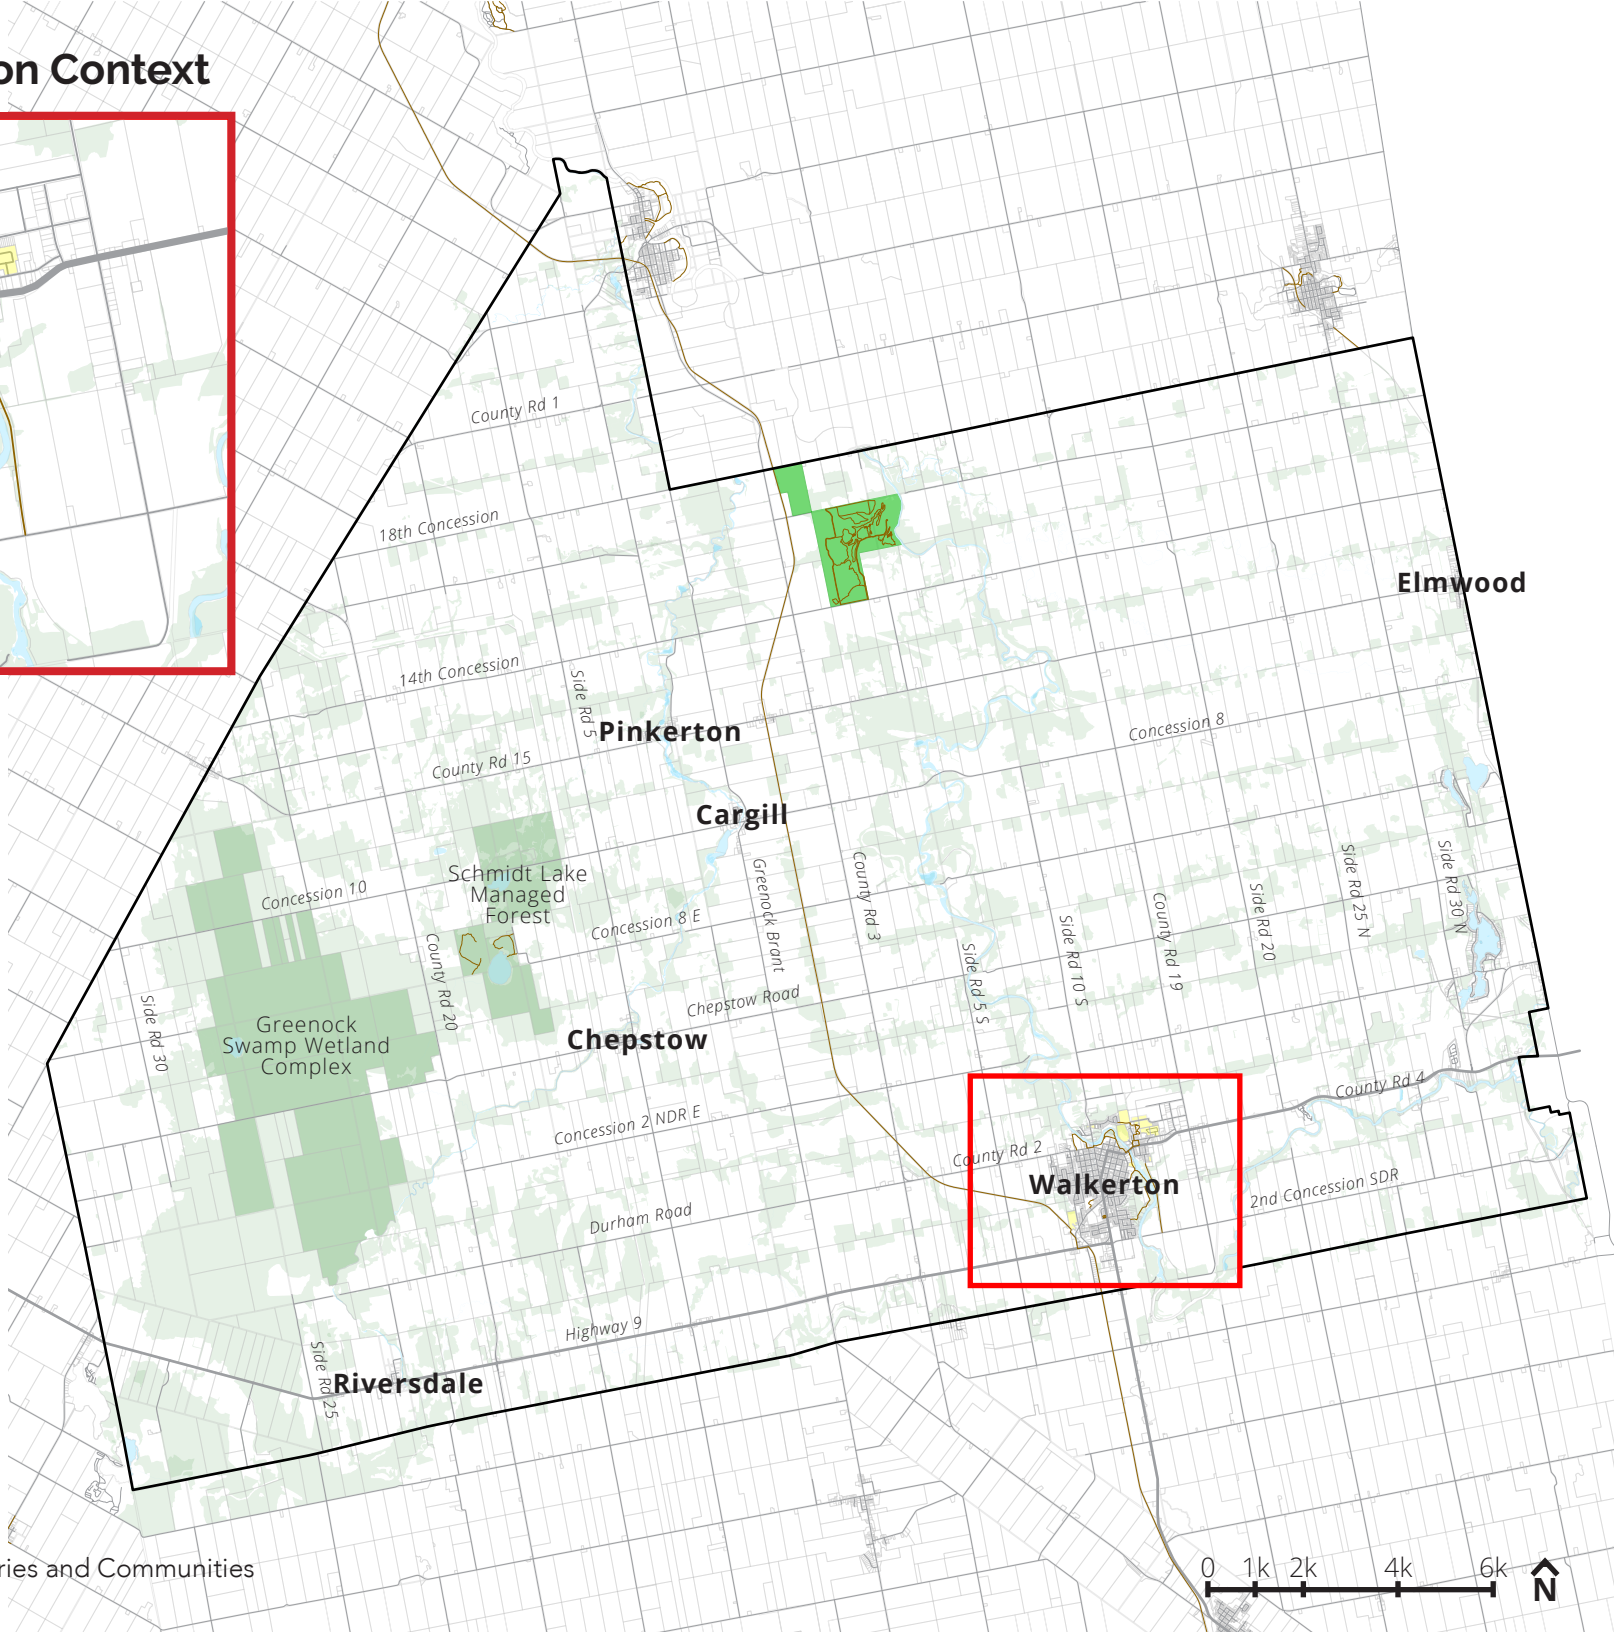 on Context
County Rd 1
18th Concession
Elmwood
14th Concession
Side Rd 5
Pinkerton
Concession 8
County Rd 15
Cargill
Schmidt Lake
Managed
Forest
Concession 10
Concession 8 E
Greenock Brant
County Rd 3
Side Rd 5 S
Side Rd 10 S
County Rd 19
Side Rd 20
Side Rd 25 N
Side Rd 30 N
County Rd 20
Side Rd 30
Chepstow Road
Greenock
Swamp Wetland
Complex
Chepstow
County Rd 4
Concession 2 NDR E
County Rd 2
Walkerton
2nd Concession SDR
Durham Road
Highway 9
Side Rd 25
Riversdale
ries and Communities
0 1k 2k 4k 6k
N